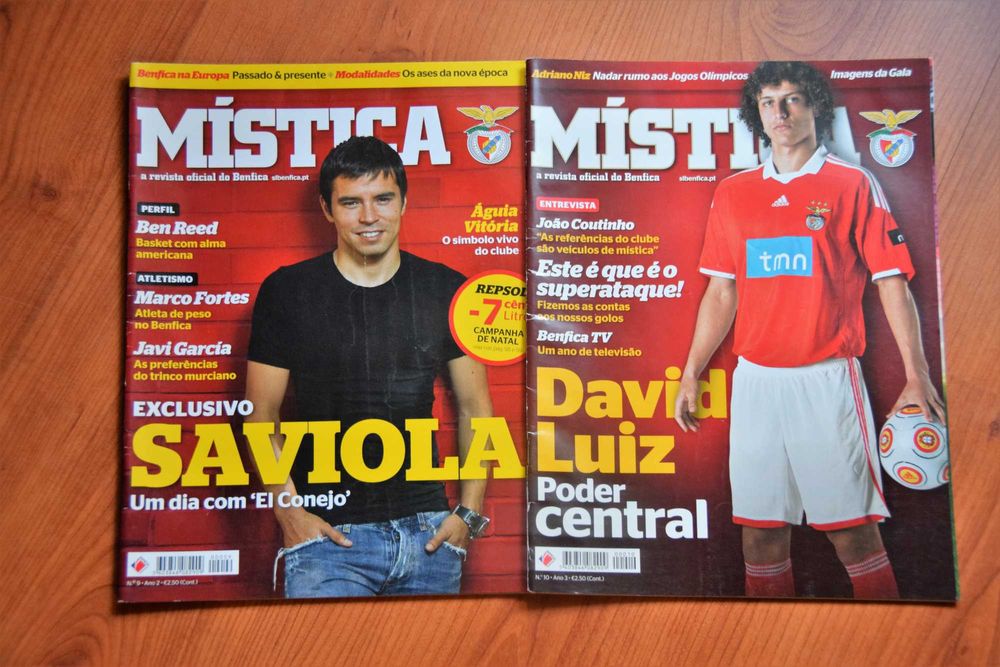 Benfica na Europa Passado & presente + Modalidades Os ases da nova época
MÍSTICA
a revista oficial do Benfica
slbenfica.pt
PERFIL
Ben Reed
Basket com alma
americana
ATLETISMO
Marco Fortes
Atleta de peso
no Benfica
Javi García
As preferências
do trinco murciano
Águia
Vitória
O símbolo vivo
do clube
REPSOL
-7 cên
Litr
CAMPANHA
DE NATAL
EXCLUSIVO
SAVIOLA
Um dia com 'El Conejo'
N.º 9 • Ano 2 • €2,50 (Cont.)
Adriano Niz Nadar rumo aos Jogos Olímpicos
Imagens da Gala
MÍSTICA
a revista oficial do Benfica
slbenfica.pt
ENTREVISTA
João Coutinho
"As referências do clube
são veículos de mística"
Este é que é o
superataque!
Fizemos as contas
aos nossos golos
Benfica TV
Um ano de televisão
David
Luiz
Poder
central
adidas
tmn
N.º 10 • Ano 3 • €2,50 (Cont.)